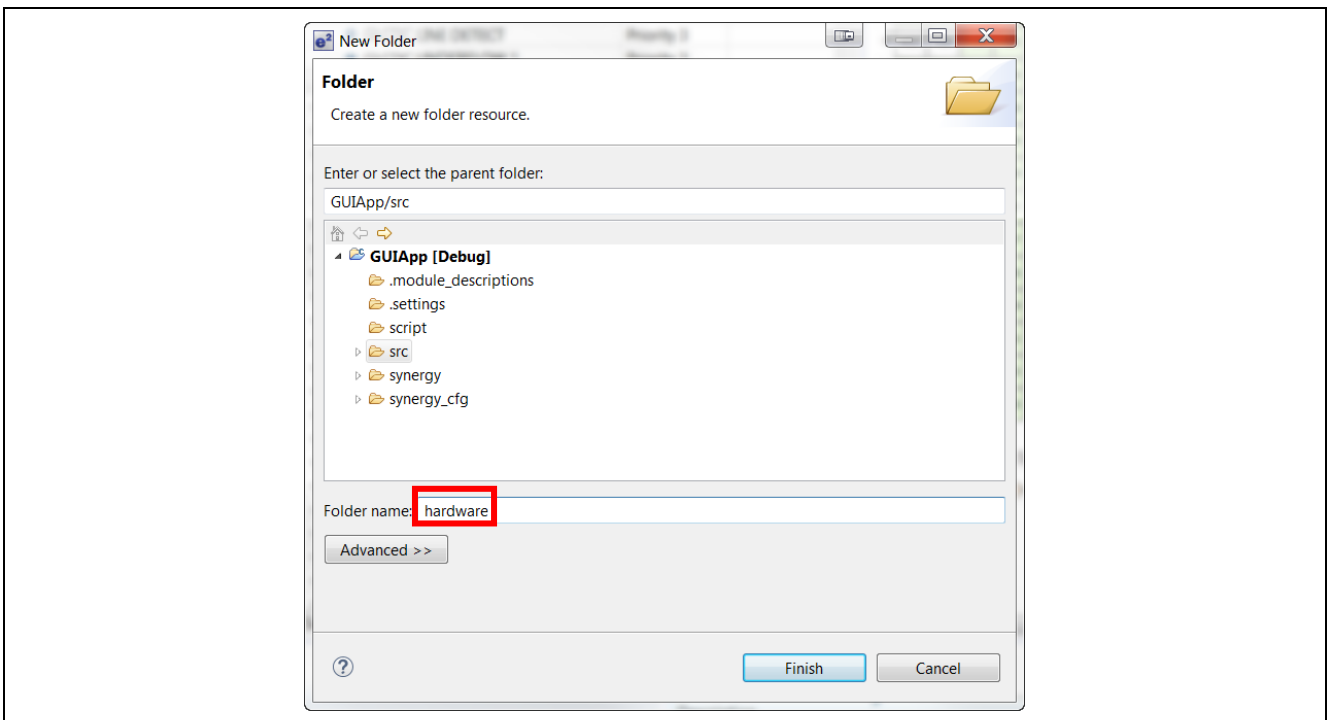 e² New Folder
Folder
Create a new folder resource.
Enter or select the parent folder:
GUIApp/src
GUIApp [Debug]
.module_descriptions
.settings
script
src
synergy
synergy_cfg
Folder name: hardware
Advanced >>
? Finish Cancel